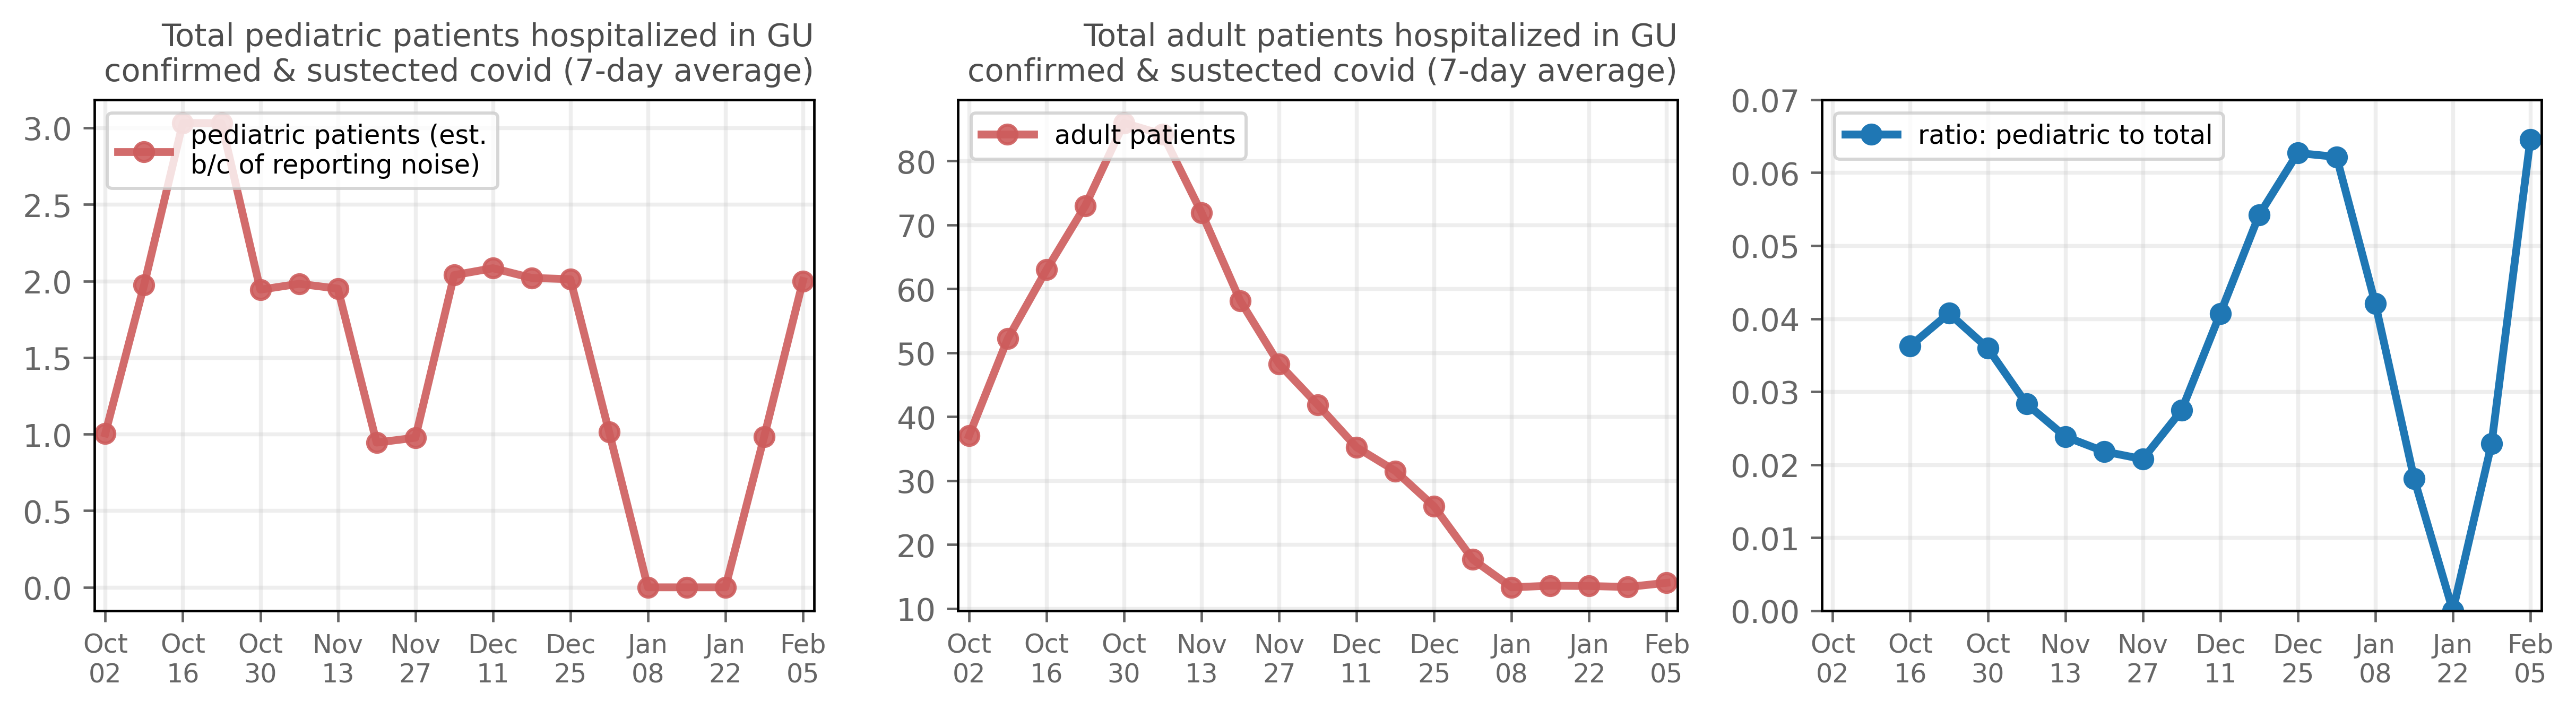 Total pediatric patients hospitalized in GU
confirmed & sustected covid (7-day average)
pediatric patients (est.
b/c of reporting noise)
3.0
2.5
2.0
1.5
1.0
0.5
0.0
Oct Oct Oct Nov Nov Dec Dec Jan Jan Feb
02 16 30 13 27 11 25 08 22 05
Total adult patients hospitalized in GU
confirmed & sustected covid (7-day average)
adult patients
80
70
60
50
40
30
20
10
Oct Oct Oct Nov Nov Dec Dec Jan Jan Feb
02 16 30 13 27 11 25 08 22 05
ratio: pediatric to total
0.07
0.06
0.05
0.04
0.03
0.02
0.01
0.00
Oct Oct Oct Nov Nov Dec Dec Jan Jan Feb
02 16 30 13 27 11 25 08 22 05